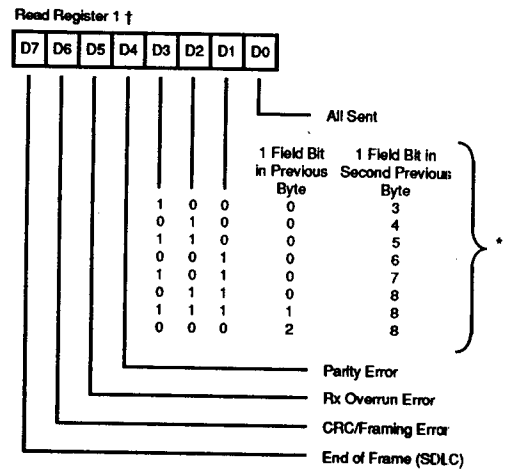 Read Register 1 †
D7 D6 D5 D4 D3 D2 D1 D0
All Sent
1 Field Bit in Previous Byte
1 Field Bit in Second Previous Byte
1 0 0 0 3
0 1 0 0 4
1 1 0 0 5
0 0 1 0 6
1 0 1 0 7
0 1 1 0 8
1 1 1 1 8
0 0 0 2 8
*
Parity Error
Rx Overrun Error
CRC/Framing Error
End of Frame (SDLC)